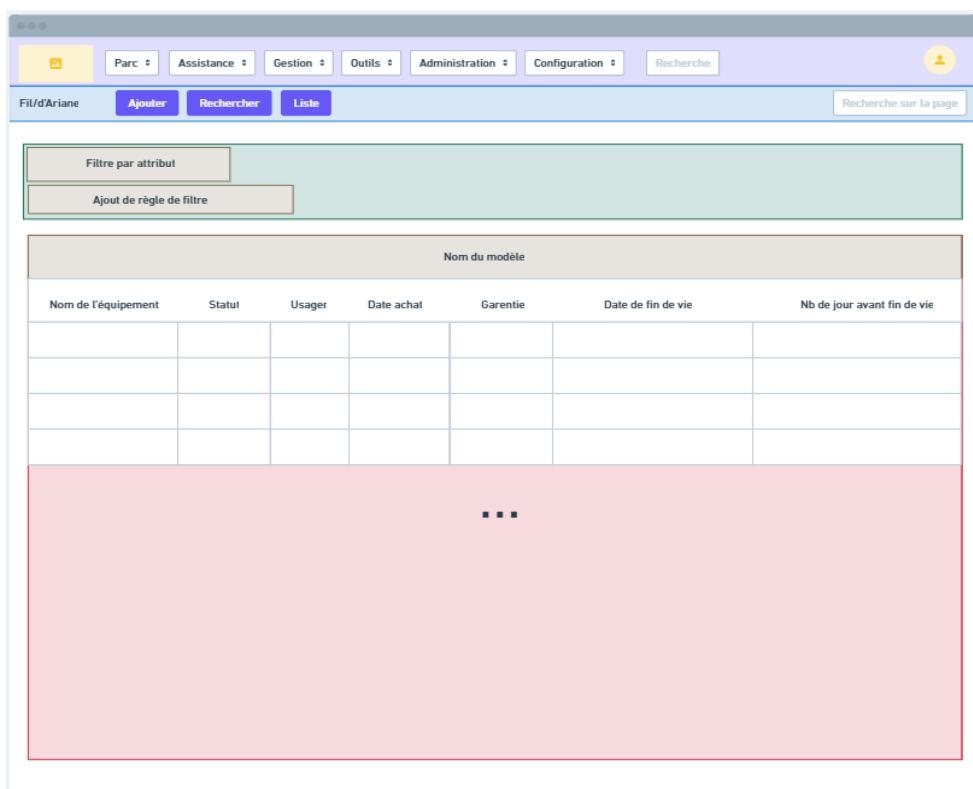 Parc Assistance Gestion Outils Administration Configuration Recherche
Fil/d'Ariane Ajouter Rechercher Liste Recherche sur la page
Filtre par attribut
Ajout de règle de filtre
Nom du modèle
Nom de l'équipement Statut Usager Date achat Garentie Date de fin de vie Nb de jour avant fin de vie
...